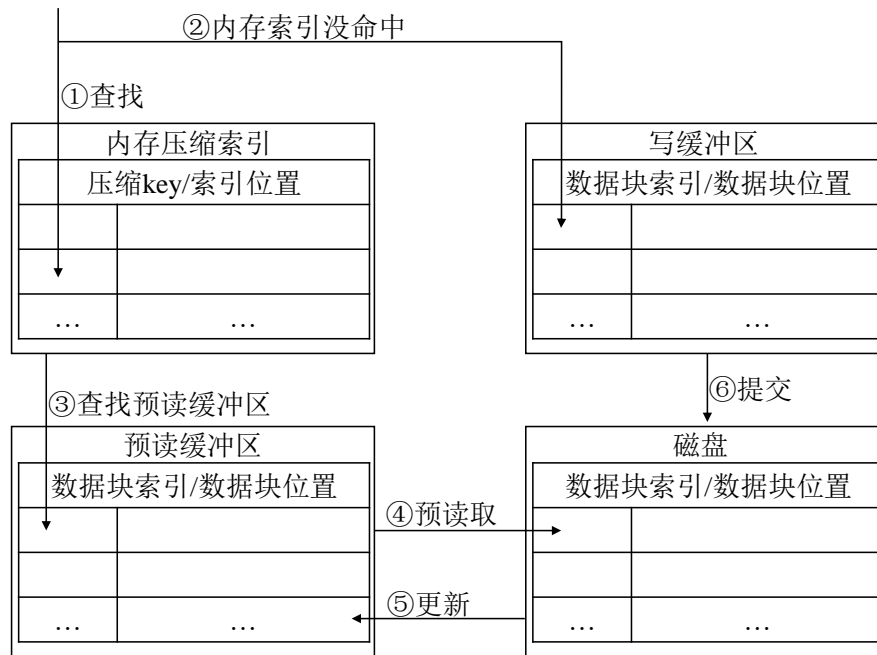 ②内存索引没命中
①查找
内存压缩索引
压缩key/索引位置
… …
写缓冲区
数据块索引/数据块位置
… …
③查找预读缓冲区
⑥提交
预读缓冲区
数据块索引/数据块位置
… …
④预读取
⑤更新
磁盘
数据块索引/数据块位置
… …